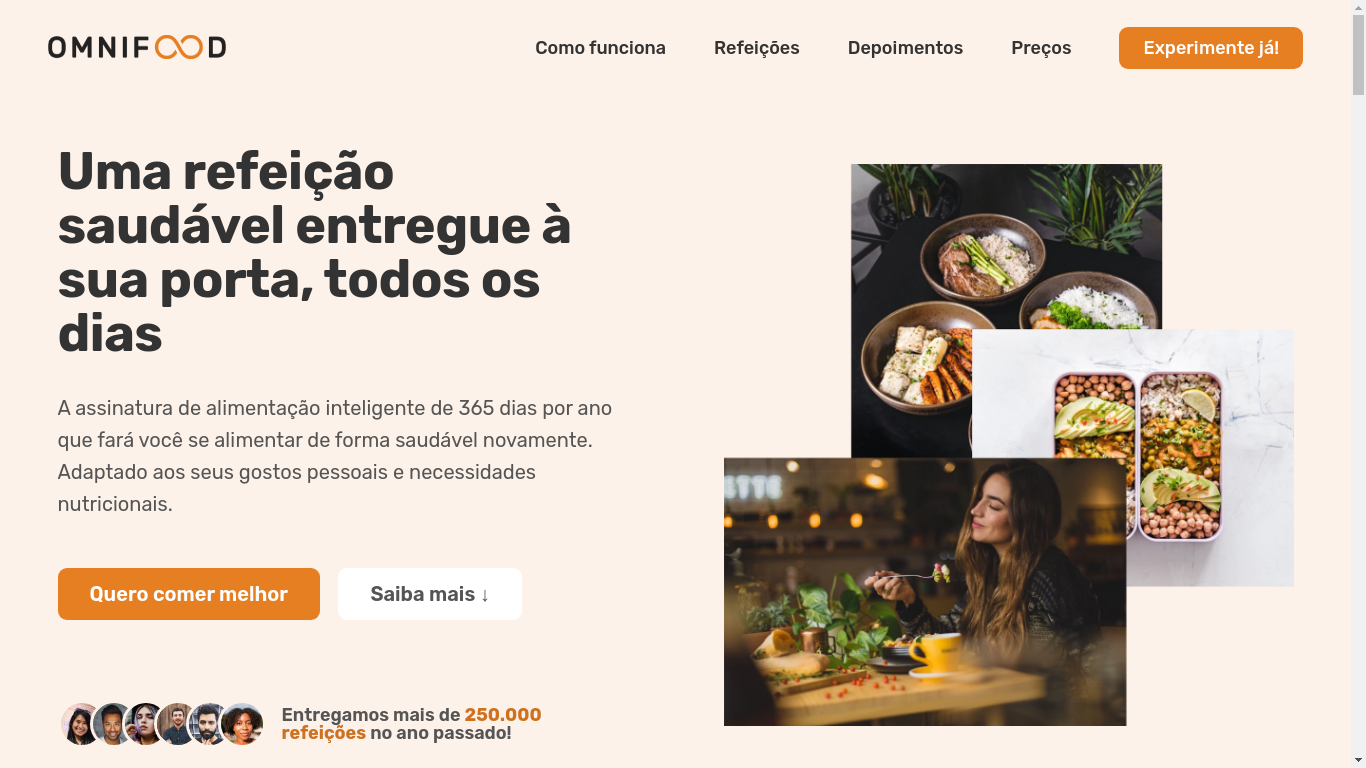 OMNIFOOD
Como funciona
Refeições
Depoimentos
Preços
Experimente já!
Uma refeição
saudável entregue à
sua porta, todos os
dias
A assinatura de alimentação inteligente de 365 dias por ano
que fará você se alimentar de forma saudável novamente.
Adaptado aos seus gostos pessoais e necessidades
nutricionais.
Quero comer melhor
Saiba mais ↓
Entregamos mais de 250.000
refeições no ano passado!